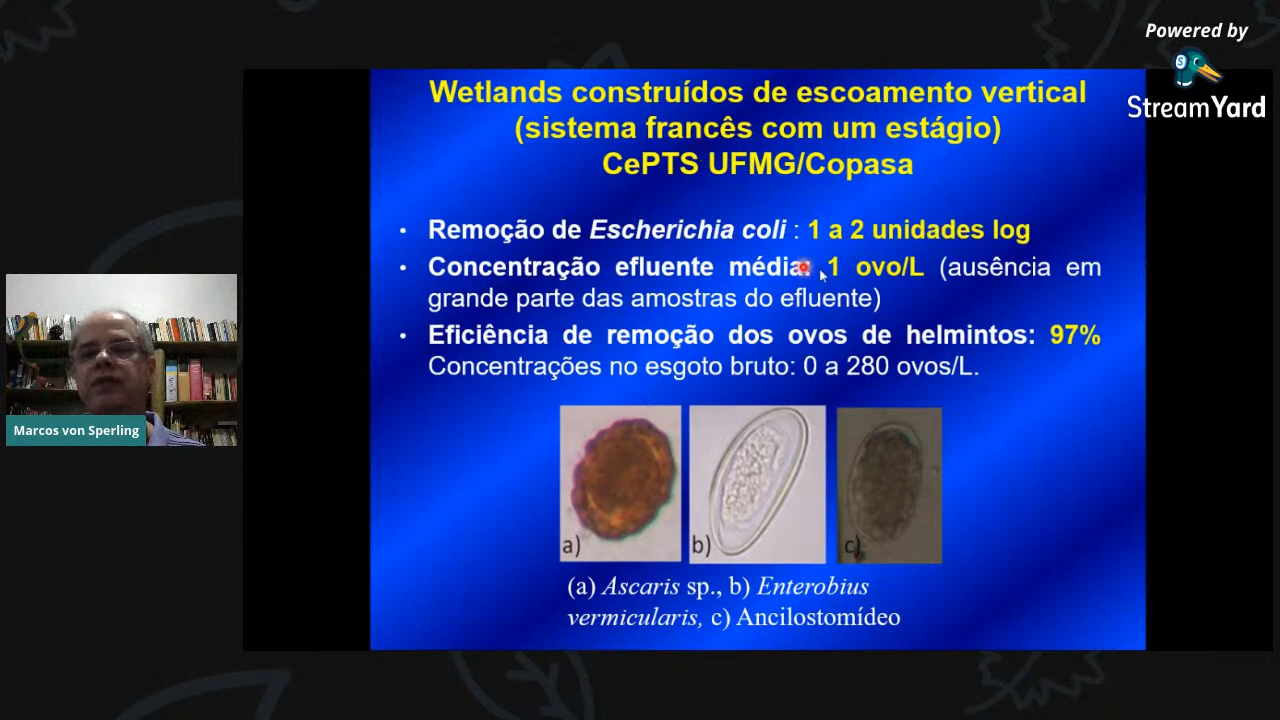 Powered by
StreamYard
Wetlands construídos de escoamento vertical
(sistema francês com um estágio)
CePTS UFMG/Copasa
• Remoção de Escherichia coli : 1 a 2 unidades log
• Concentração efluente média: 1 ovo/L (ausência em
grande parte das amostras do efluente)
• Eficiência de remoção dos ovos de helmintos: 97%
Concentrações no esgoto bruto: 0 a 280 ovos/L.
a) b) c)
(a) Ascaris sp., b) Enterobius
vermicularis, c) Ancilostomídeo
Marcos von Sperling